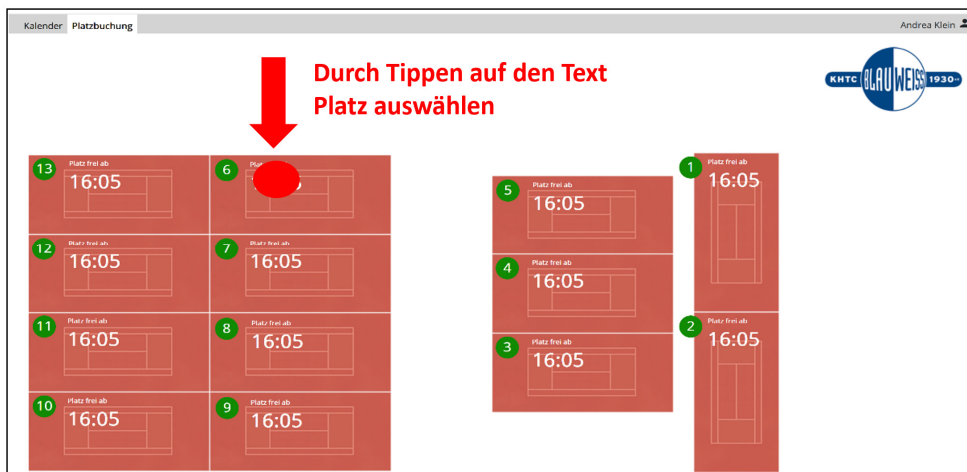 Kalender Platzbuchung Andrea Klein
Durch Tippen auf den Text
Platz auswählen
KHTC BLAU WEISS 1930
13 Platz frei ab
16:05
6
12 Platz frei ab
16:05
7 Platz frei ab
16:05
11 Platz frei ab
16:05
8 Platz frei ab
16:05
10 Platz frei ab
16:05
9 Platz frei ab
16:05
5 Platz frei ab
16:05
4 Platz frei ab
16:05
3 Platz frei ab
16:05
1 Platz frei ab
16:05
2 Platz frei ab
16:05